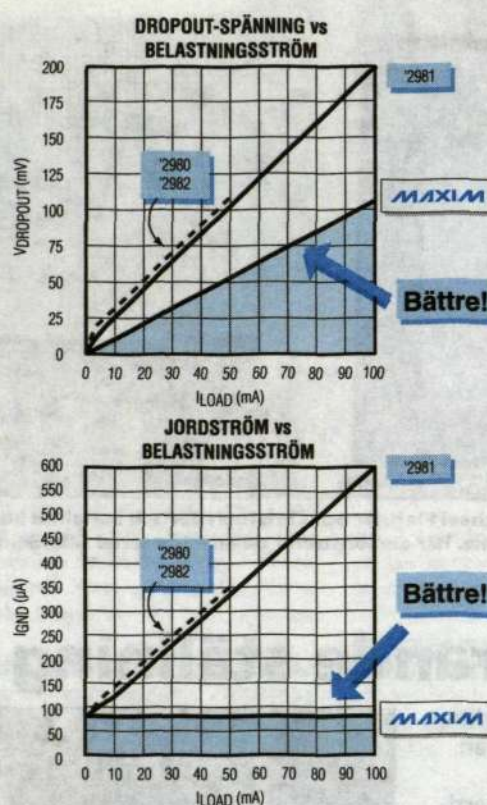 DROPOUT-SPÄNNING vs
BELASTNINGSSTRÖM
200
175
150
125
100
75
50
25
0
VDROPOUT (mV)
'2981
'2980
'2982
MAXIM
Bättre!
0 10 20 30 40 50 60 70 80 90 100
ILOAD (mA)
JORDSTRÖM vs
BELASTNINGSSTRÖM
600
550
500
450
400
350
300
250
200
150
100
50
0
IGND (µA)
'2981
'2980
'2982
Bättre!
MAXIM
0 10 20 30 40 50 60 70 80 90 100
ILOAD (mA)